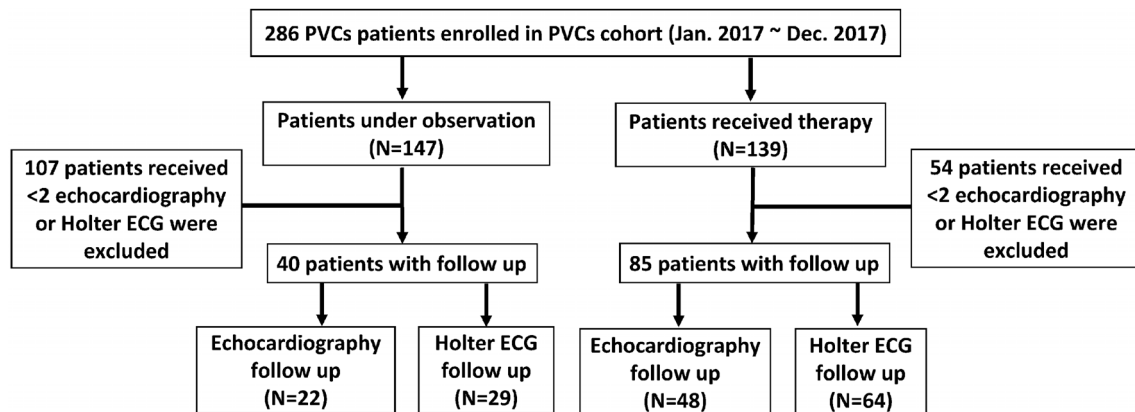 286 PVCs patients enrolled in PVCs cohort (Jan. 2017 ~ Dec. 2017)
Patients under observation
(N=147)
Patients received therapy
(N=139)
107 patients received
<2 echocardiography
or Holter ECG were
excluded
54 patients received
<2 echocardiography
or Holter ECG were
excluded
40 patients with follow up
85 patients with follow up
Echocardiography
follow up
(N=22)
Holter ECG
follow up
(N=29)
Echocardiography
follow up
(N=48)
Holter ECG
follow up
(N=64)